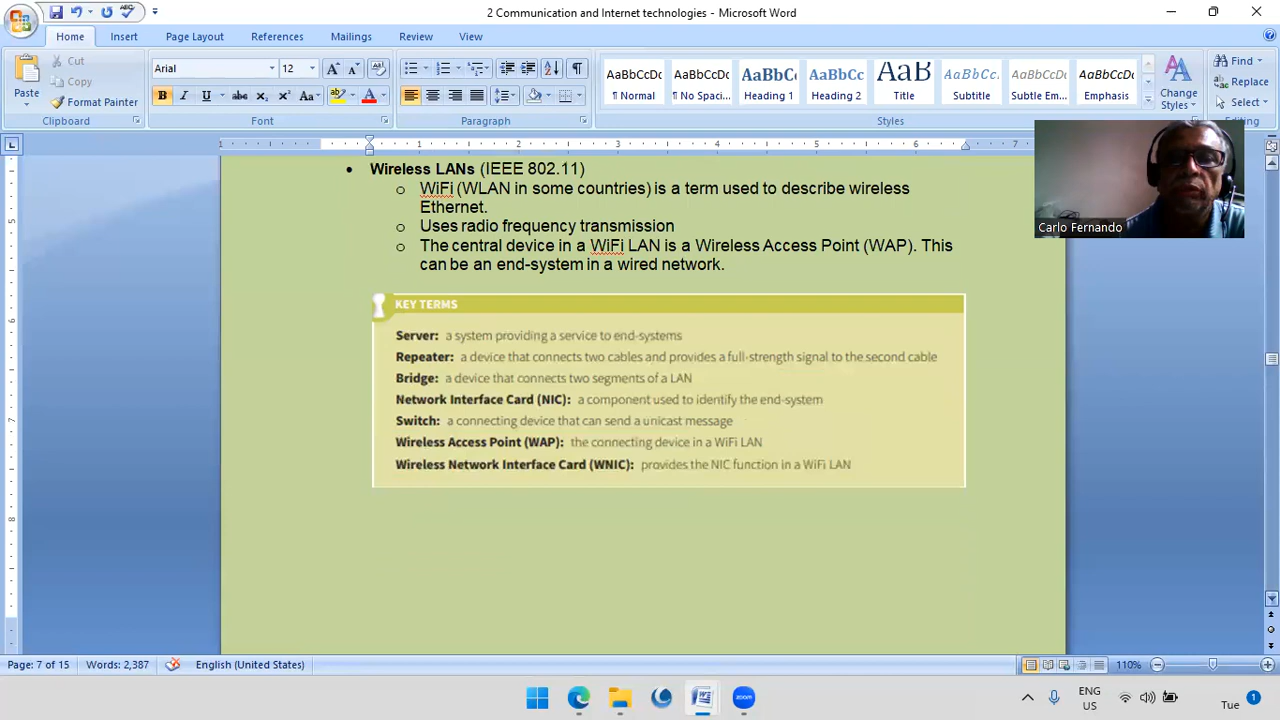 2 Communication and Internet technologies - Microsoft Word
Home Insert Page Layout References Mailings Review View
Paste
Cut
Copy
Format Painter
Clipboard
Arial 12
Font
Paragraph
AaBbCcDc AaBbCcDc AaBbCc AaBbCc AaB AaBbCc. AaBbCcDc AaBbCcDc
¶ Normal ¶ No Spaci... Heading 1 Heading 2 Title Subtitle Subtle Em... Emphasis
Styles
Change
Styles
Find
Replace
Select
Editing
Carlo Fernando
• Wireless LANs (IEEE 802.11)
o WiFi (WLAN in some countries) is a term used to describe wireless
Ethernet.
o Uses radio frequency transmission
o The central device in a WiFi LAN is a Wireless Access Point (WAP). This
can be an end-system in a wired network.
KEY TERMS
Server: a system providing a service to end-systems
Repeater: a device that connects two cables and provides a full-strength signal to the second cable
Bridge: a device that connects two segments of a LAN
Network Interface Card (NIC): a component used to identify the end-system
Switch: a connecting device that can send a unicast message
Wireless Access Point (WAP): the connecting device in a WiFi LAN
Wireless Network Interface Card (WNIC): provides the NIC function in a WiFi LAN
Page: 7 of 15 Words: 2,387 English (United States) 110%
zoom
ENG
US
Tue
1